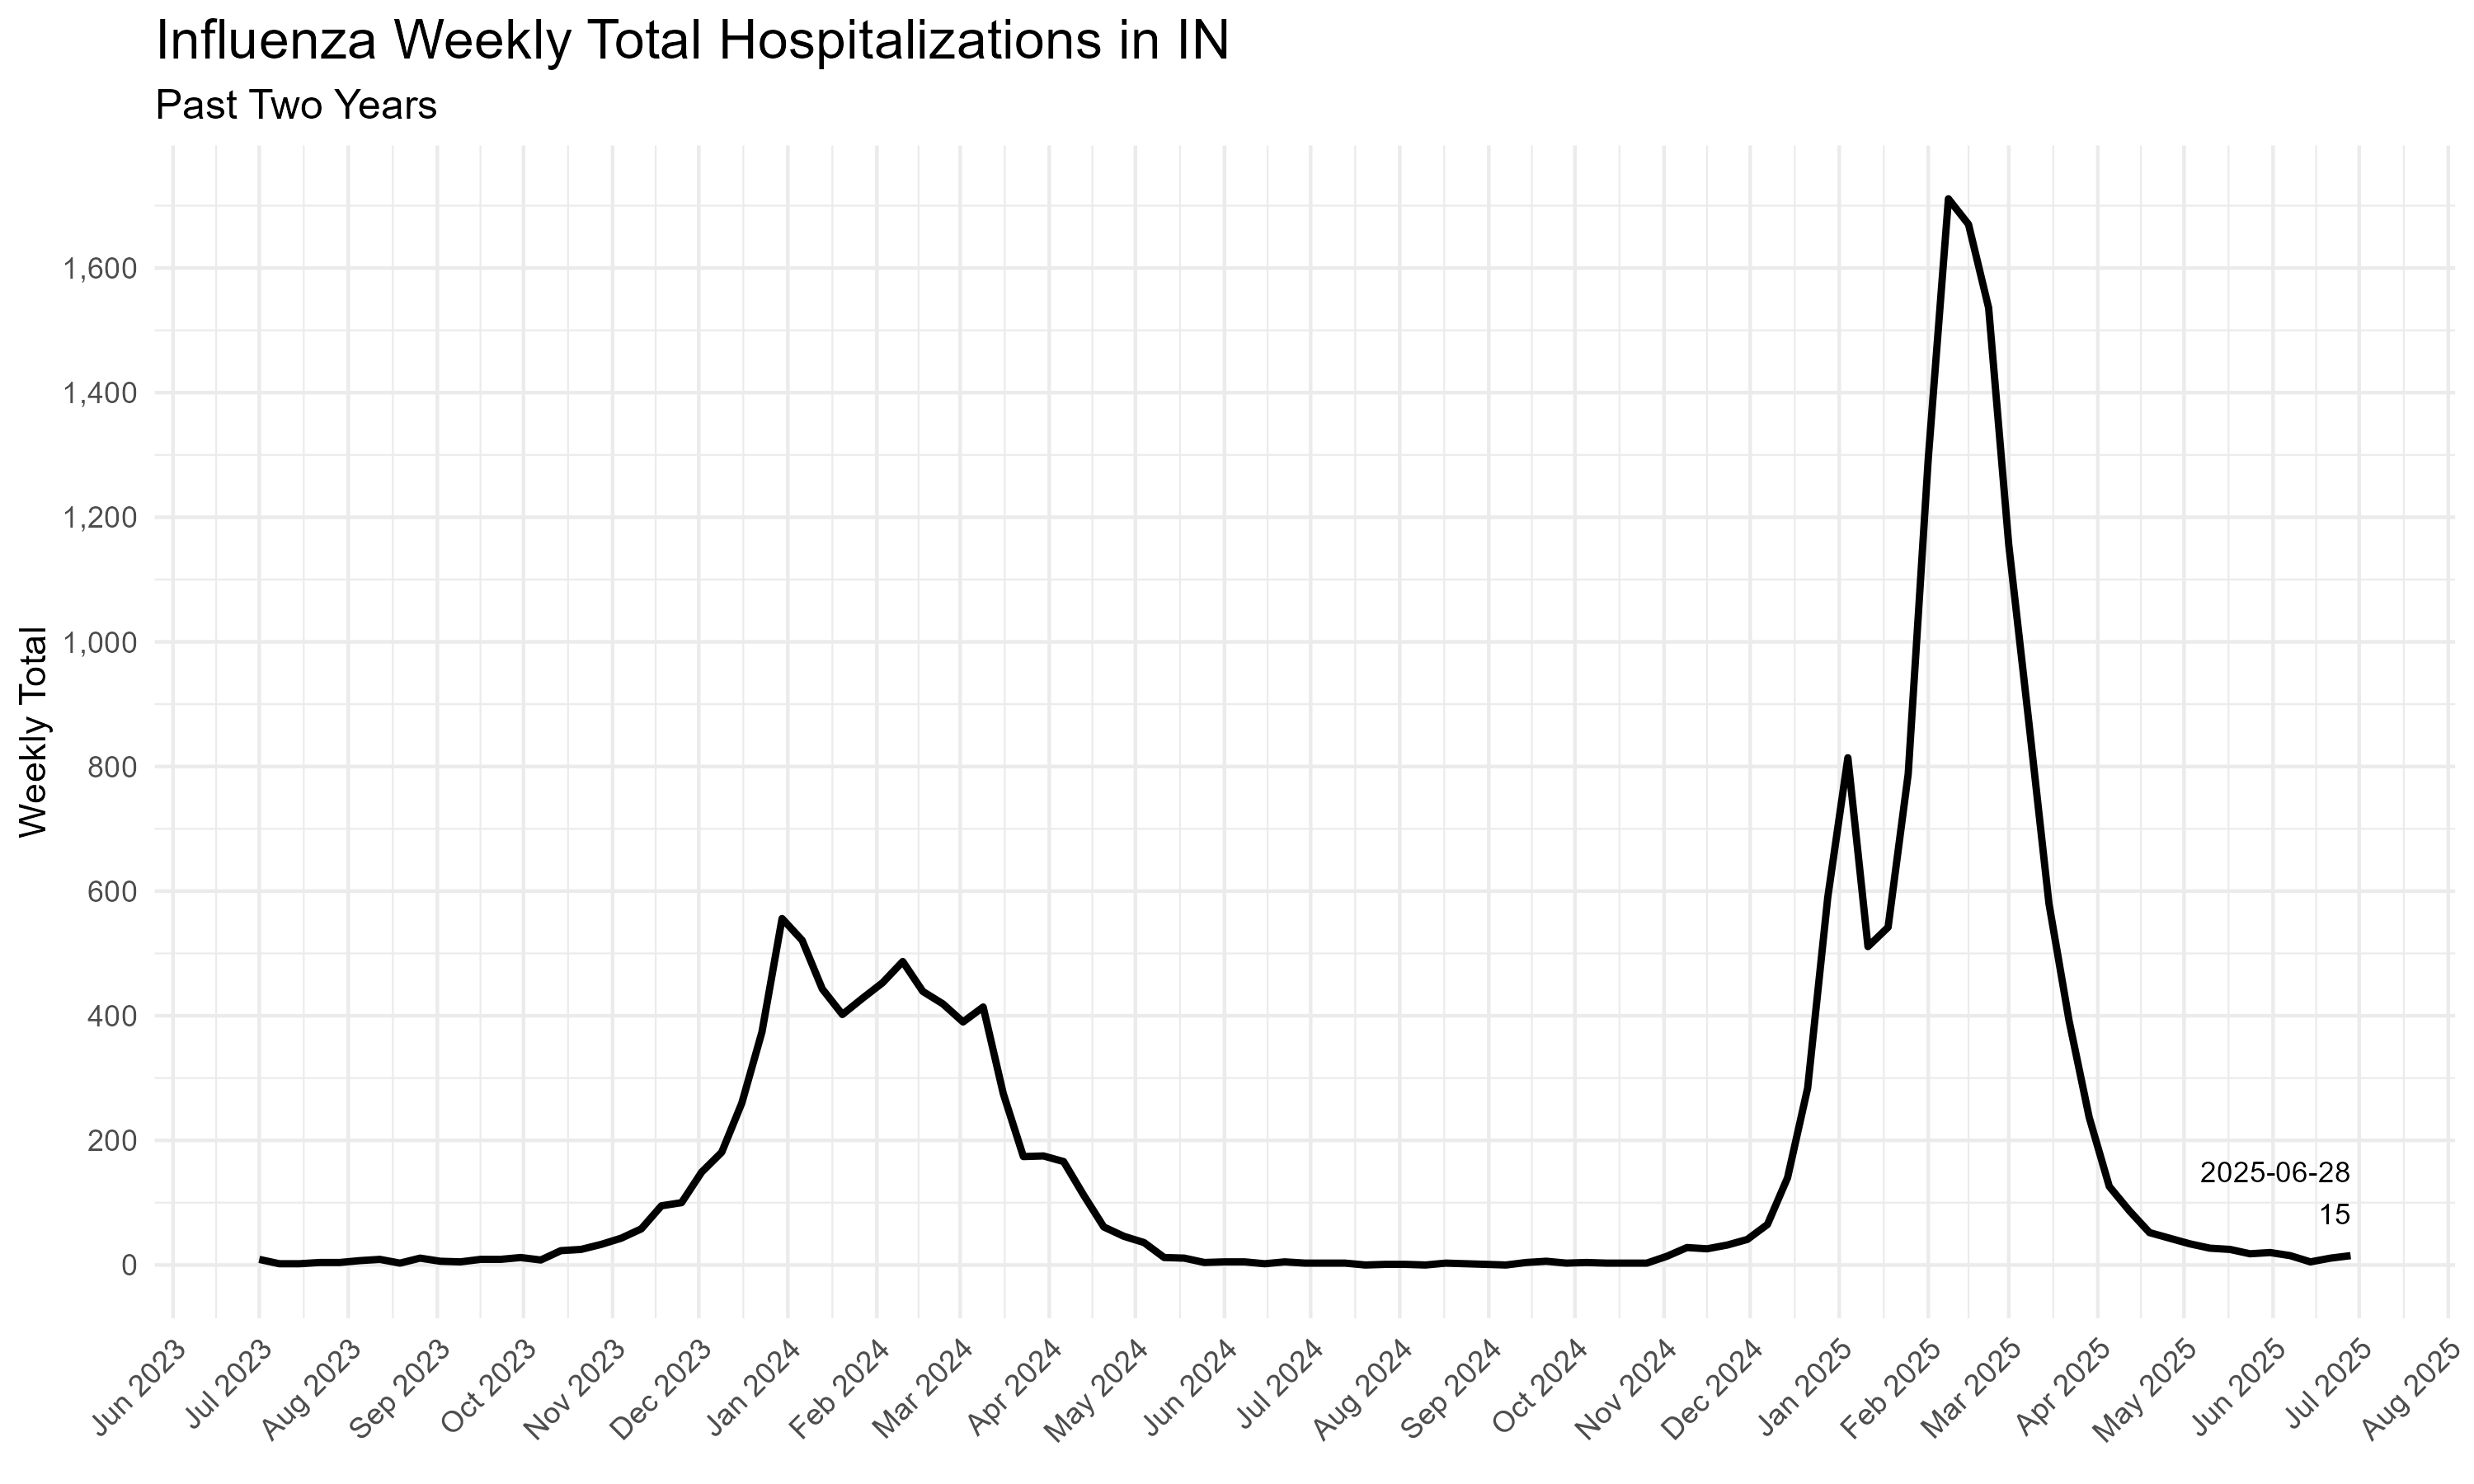 Influenza Weekly Total Hospitalizations in IN
Past Two Years
Weekly Total
1,600
1,400
1,200
1,000
800
600
400
200
0
2025-06-28
15
Jun 2023
Jul 2023
Aug 2023
Sep 2023
Oct 2023
Nov 2023
Dec 2023
Jan 2024
Feb 2024
Mar 2024
Apr 2024
May 2024
Jun 2024
Jul 2024
Aug 2024
Sep 2024
Oct 2024
Nov 2024
Dec 2024
Jan 2025
Feb 2025
Mar 2025
Apr 2025
May 2025
Jun 2025
Jul 2025
Aug 2025